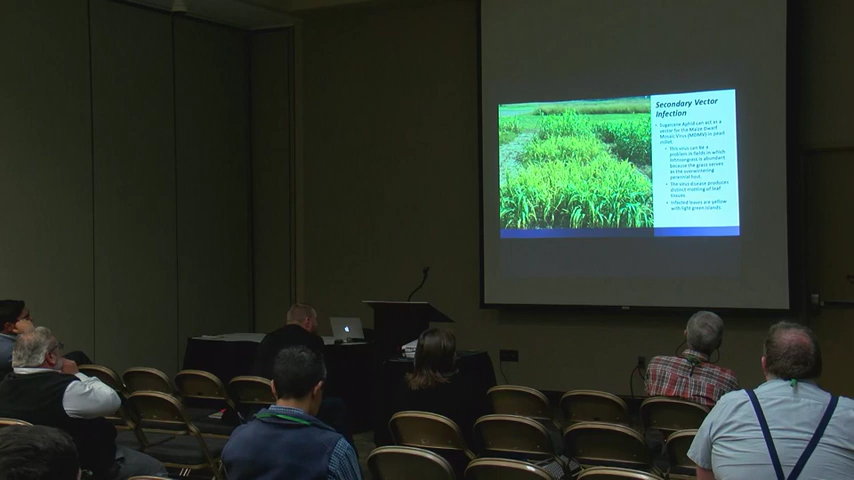 Secondary Vector
Infection
• Sugarcane Aphid can act as a
vector for the Maize Dwarf
Mosaic Virus (MDMV) in pearl
millet.
• This virus can be a
problem in fields in which
Johnsongrass is abundant
because the grass serves
as the overwintering
perennial host.
• The virus disease produces
distinct mottling of leaf
tissues.
• Infected leaves are yellow
with light green islands.